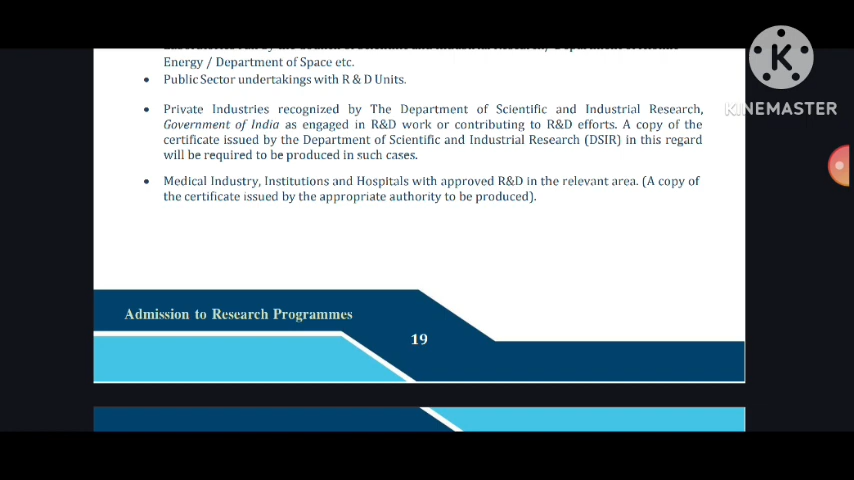 Energy / Department of Space etc.
• Public Sector undertakings with R & D Units.
• Private Industries recognized by The Department of Scientific and Industrial Research,
Government of India as engaged in R&D work or contributing to R&D efforts. A copy of the
certificate issued by the Department of Scientific and Industrial Research (DSIR) in this regard
will be required to be produced in such cases.
• Medical Industry, Institutions and Hospitals with approved R&D in the relevant area. (A copy of
the certificate issued by the appropriate authority to be produced).
Admission to Research Programmes
19
K
KINEMASTER